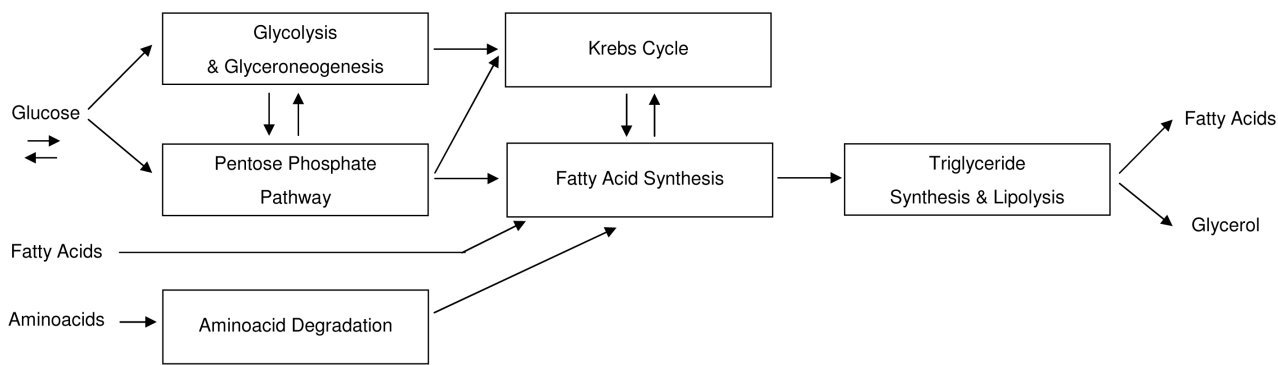 Glycolysis
& Glyceroneogenesis
Krebs Cycle
Glucose
Pentose Phosphate
Pathway
Fatty Acid Synthesis
Triglyceride
Synthesis & Lipolysis
Fatty Acids
Glycerol
Fatty Acids
Aminoacids
Aminoacid Degradation